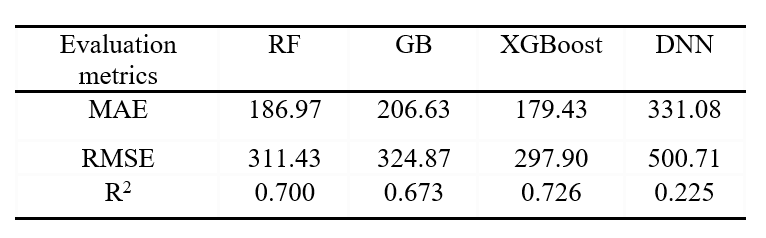 Evaluation metrics RF GB XGBoost DNN
MAE 186.97 206.63 179.43 331.08
RMSE 311.43 324.87 297.90 500.71
R² 0.700 0.673 0.726 0.225